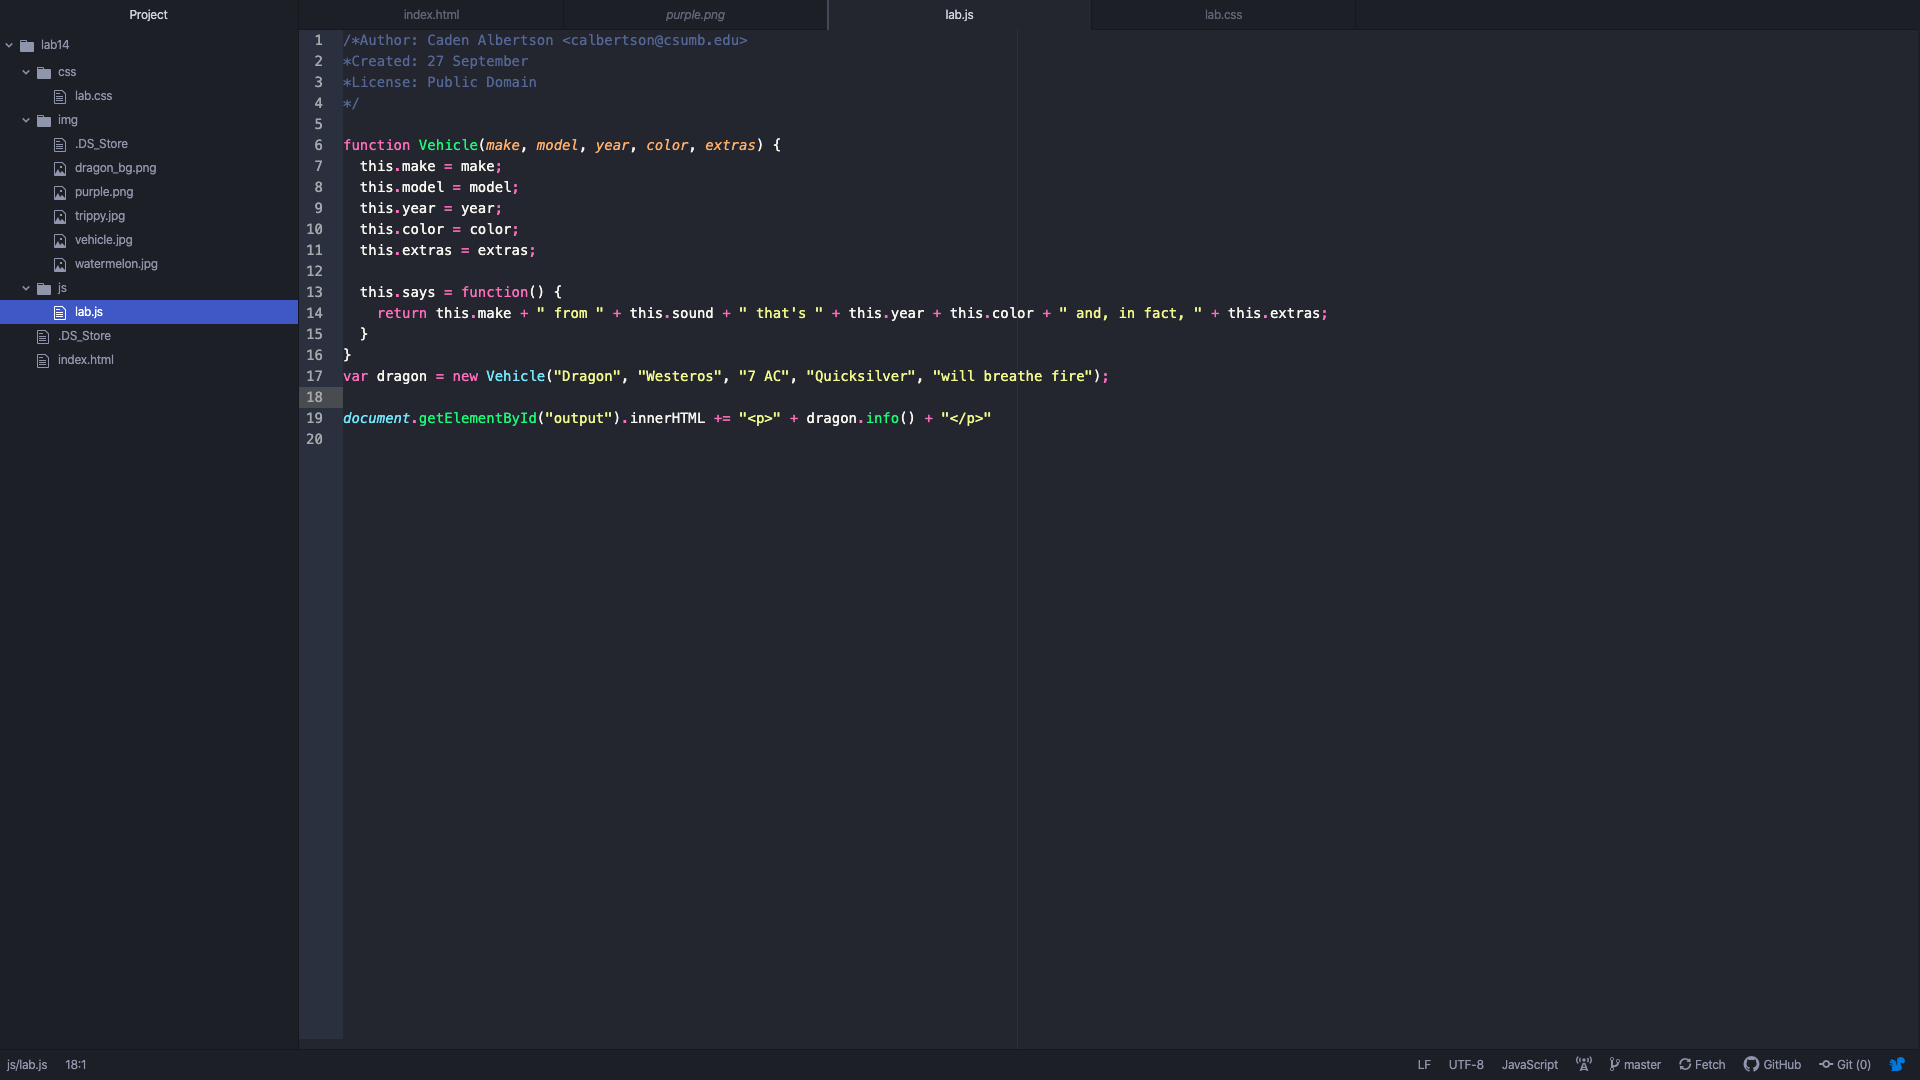 Project
index.html
purple.png
lab.js
lab.css
lab14
css
lab.css
img
.DS_Store
dragon_bg.png
purple.png
trippy.jpg
vehicle.jpg
watermelon.jpg
js
lab.js
.DS_Store
index.html
1 /*Author: Caden Albertson <calbertson@csumb.edu>
2 *Created: 27 September
3 *License: Public Domain
4 */
5
6 function Vehicle(make, model, year, color, extras) {
7   this.make = make;
8   this.model = model;
9   this.year = year;
10   this.color = color;
11   this.extras = extras;
12
13   this.says = function() {
14     return this.make + " from " + this.sound + " that's " + this.year + this.color + " and, in fact, " + this.extras;
15   }
16 }
17 var dragon = new Vehicle("Dragon", "Westeros", "7 AC", "Quicksilver", "will breathe fire");
18
19 document.getElementById("output").innerHTML += "<p>" + dragon.info() + "</p>"
20
js/lab.js 18:1 LF UTF-8 JavaScript master Fetch GitHub Git (0)